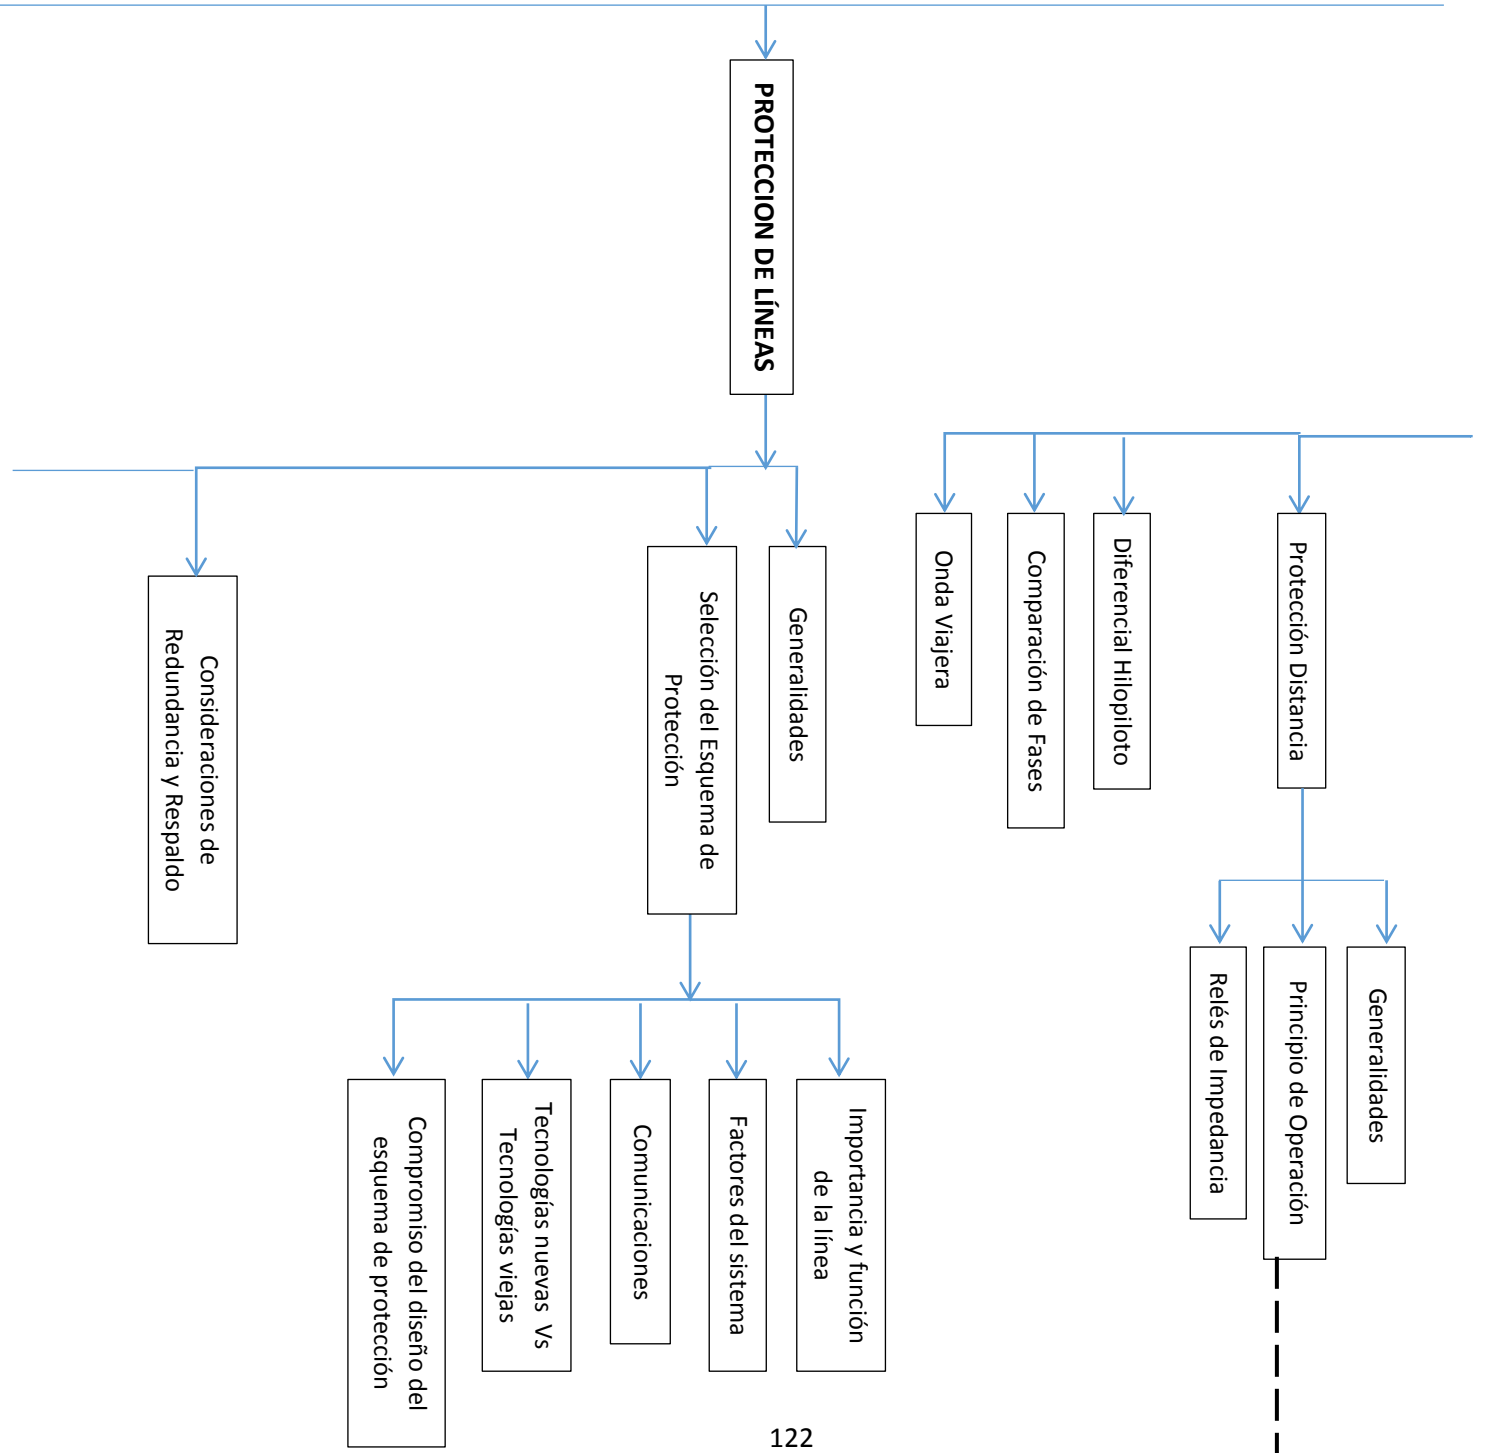 PROTECCION DE LÍNEAS
Generalidades
Selección del Esquema de
Protección
Consideraciones de
Redundancia y Respaldo
Importancia y función
de la línea
Factores del sistema
Comunicaciones
Tecnologías nuevas Vs
Tecnologías viejas
Compromiso del diseño del
esquema de protección
Protección Distancia
Diferencial Hilopiloto
Comparación de Fases
Onda Viajera
Generalidades
Principio de Operación
Relés de Impedancia
122